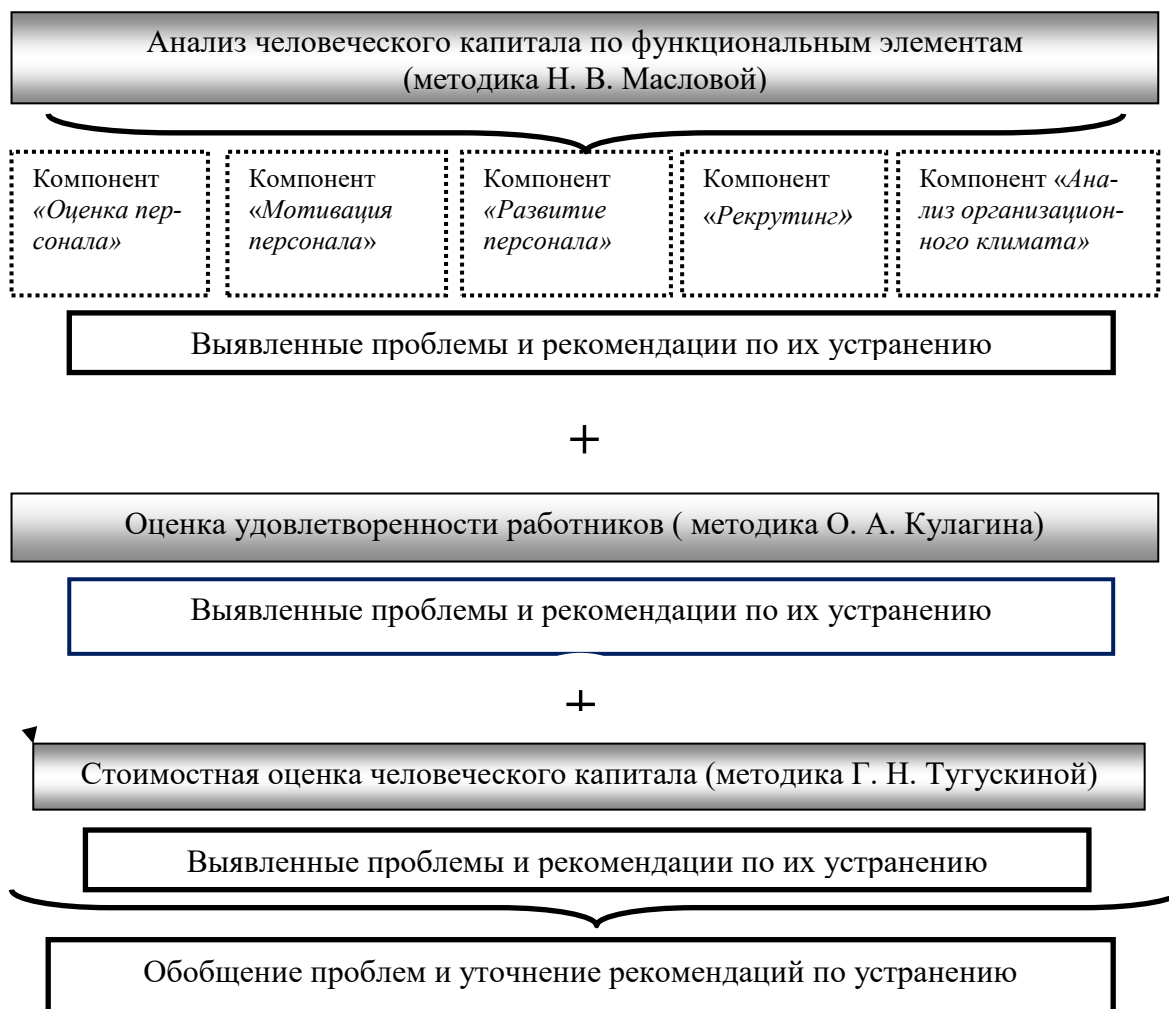 Анализ человеческого капитала по функциональным элементам
(методика Н. В. Масловой)
Компонент
«Оценка пер-
сонала»
Компонент
«Мотивация
персонала»
Компонент
«Развитие
персонала»
Компонент
«Рекрутинг»
Компонент «Ана-
лиз организацион-
ного климата»
Выявленные проблемы и рекомендации по их устранению
+
Оценка удовлетворенности работников ( методика О. А. Кулагина)
Выявленные проблемы и рекомендации по их устранению
+
Стоимостная оценка человеческого капитала (методика Г. Н. Тугускиной)
Выявленные проблемы и рекомендации по их устранению
Обобщение проблем и уточнение рекомендаций по устранению